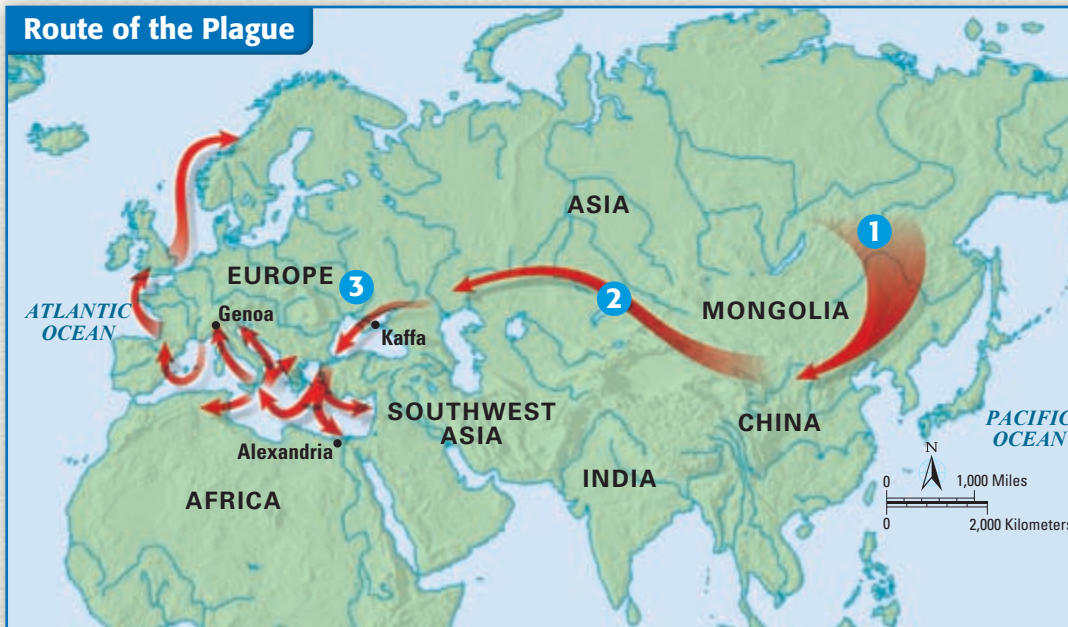 Route of the Plague
ASIA
1
EUROPE
3
2
ATLANTIC
OCEAN
Genoa
MONGOLIA
Kaffa
SOUTHWEST
ASIA
CHINA
PACIFIC
OCEAN
Alexandria
INDIA
N
AFRICA
0 1,000 Miles
0 2,000 Kilometers